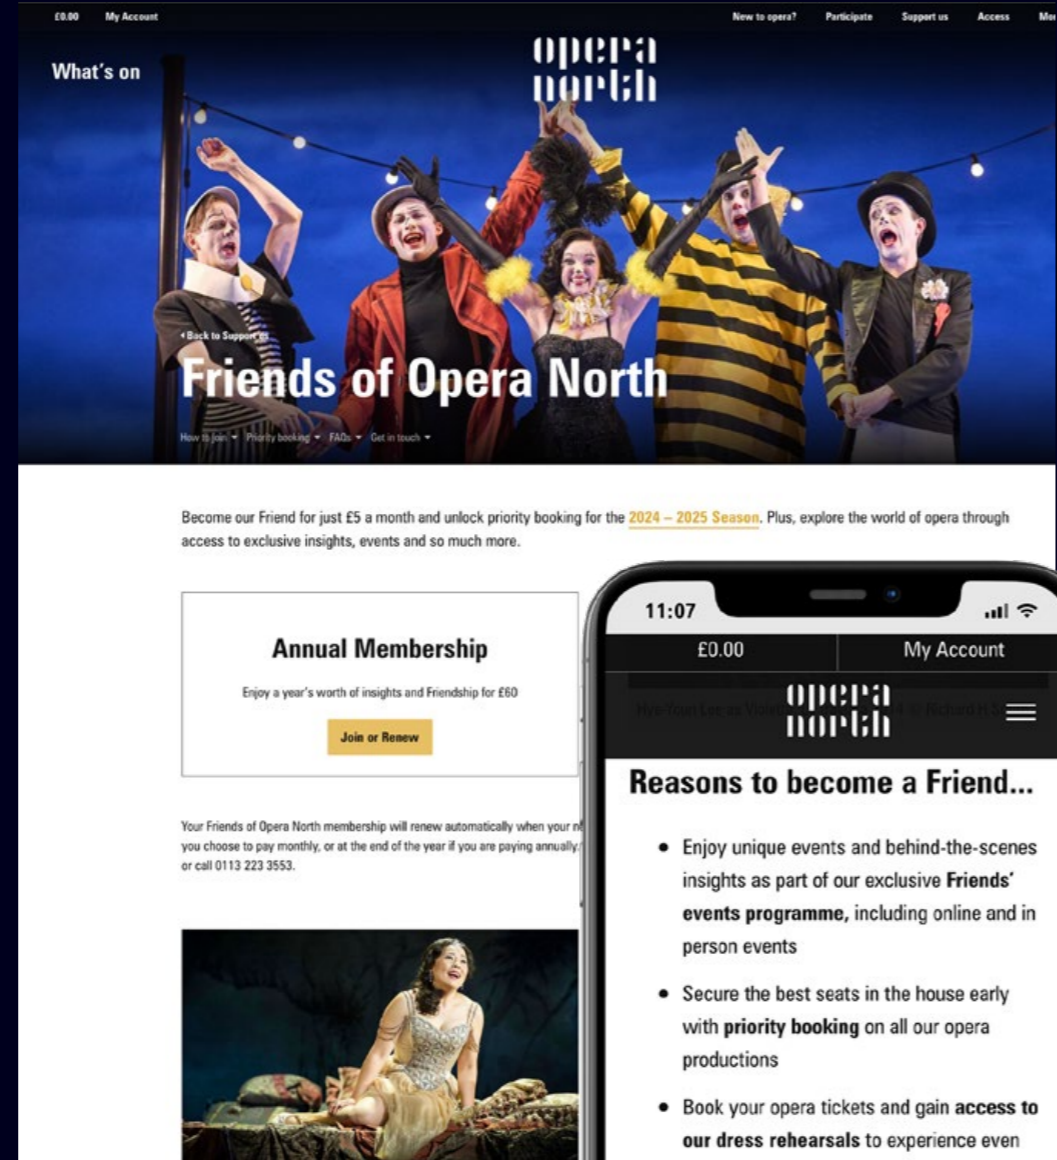 £0.00 My Account New to opera? Participate Support us Access
What's on
opera
north
Back to Support us
Friends of Opera North
How to join Priority booking FAQs Get in touch
Become our Friend for just £5 a month and unlock priority booking for the 2024 – 2025 Season. Plus, explore the world of opera through
access to exclusive insights, events and so much more.
Annual Membership
Enjoy a year's worth of insights and Friendship for £60
Join or Renew
Your Friends of Opera North membership will renew automatically when your
you choose to pay monthly, or at the end of the year if you are paying annually.
or call 0113 223 3553.
11:07
£0.00 My Account
opera
north
Reasons to become a Friend...
• Enjoy unique events and behind-the-scenes
insights as part of our exclusive Friends'
events programme, including online and in
person events
• Secure the best seats in the house early
with priority booking on all our opera
productions
• Book your opera tickets and gain access to
our dress rehearsals to experience even